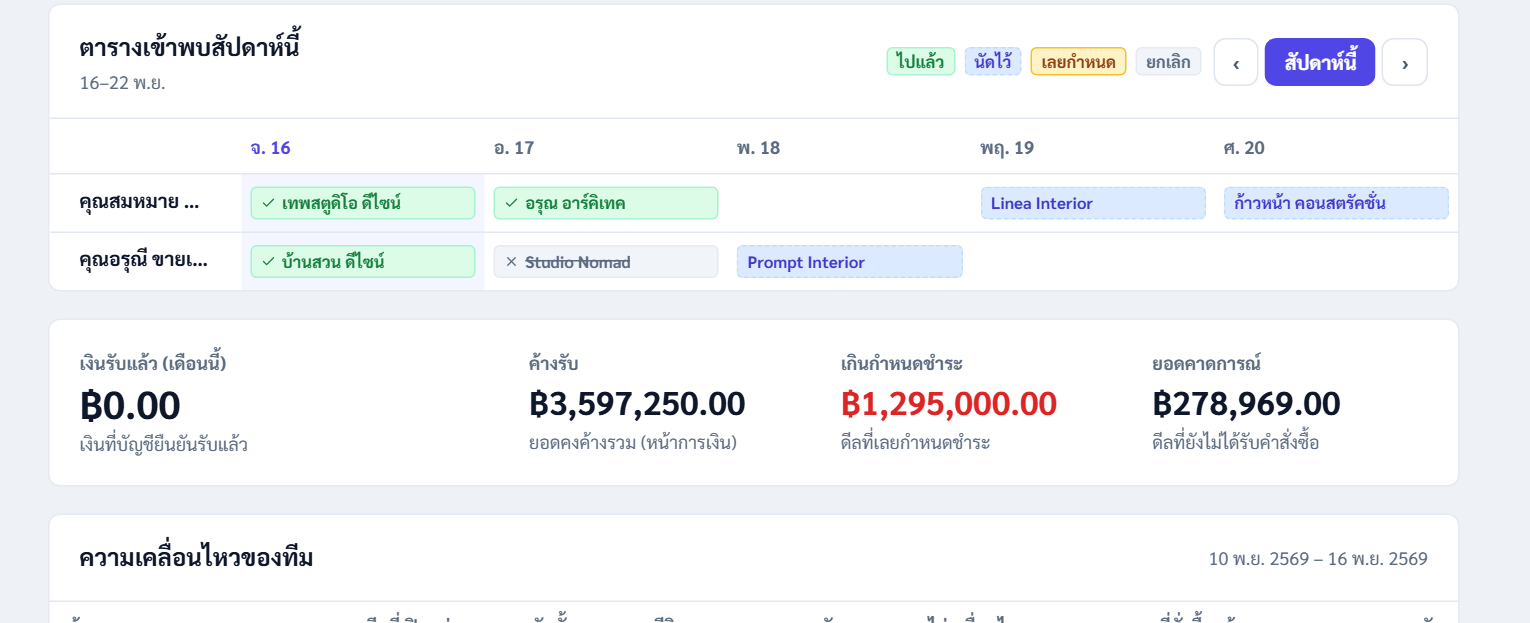 ตารางเข้าพบสัปดาห์นี้
16–22 พ.ย.
ไปแล้ว นัดไว้ เลยกำหนด ยกเลิก ‹ สัปดาห์นี้ ›
จ. 16 อ. 17 พ. 18 พฤ. 19 ศ. 20
คุณสมหมาย ... ✓ เทพสตูดิโอ ดีไซน์ ✓ อรุณ อาร์คิเทค Linea Interior ก้าวหน้า คอนสตรัคชั่น
คุณอรุณี ขายเ... ✓ บ้านสวน ดีไซน์ × Studio Nomad Prompt Interior
เงินรับแล้ว (เดือนนี้) ค้างรับ เกินกำหนดชำระ ยอดคาดการณ์
฿0.00 ฿3,597,250.00 ฿1,295,000.00 ฿278,969.00
เงินที่บัญชียืนยันรับแล้ว ยอดคงค้างรวม (หน้าการเงิน) ดีลที่เลยกำหนดชำระ ดีลที่ยังไม่ได้รับคำสั่งซื้อ
ความเคลื่อนไหวของทีม 10 พ.ย. 2569 – 16 พ.ย. 2569